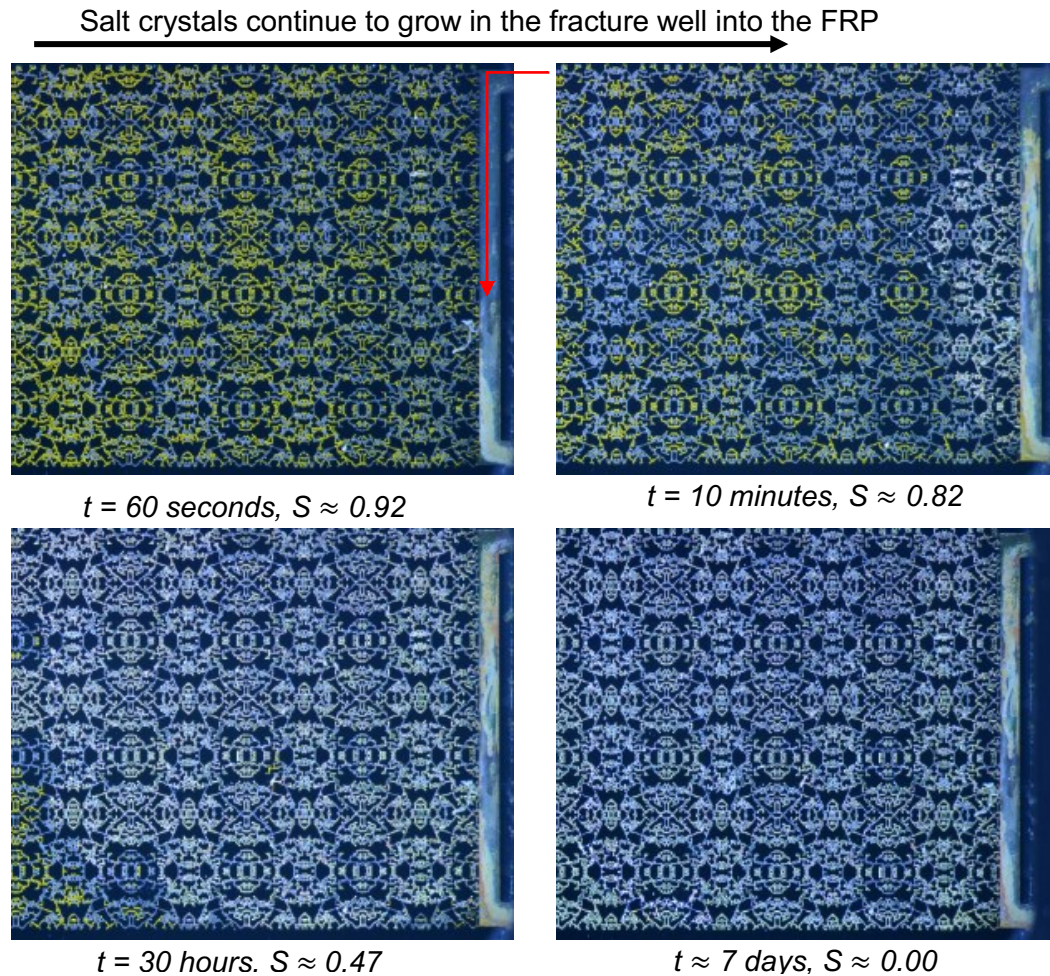 Salt crystals continue to grow in the fracture well into the FRP
t = 60 seconds, S ≈ 0.92
t = 10 minutes, S ≈ 0.82
t = 30 hours, S ≈ 0.47
t ≈ 7 days, S ≈ 0.00